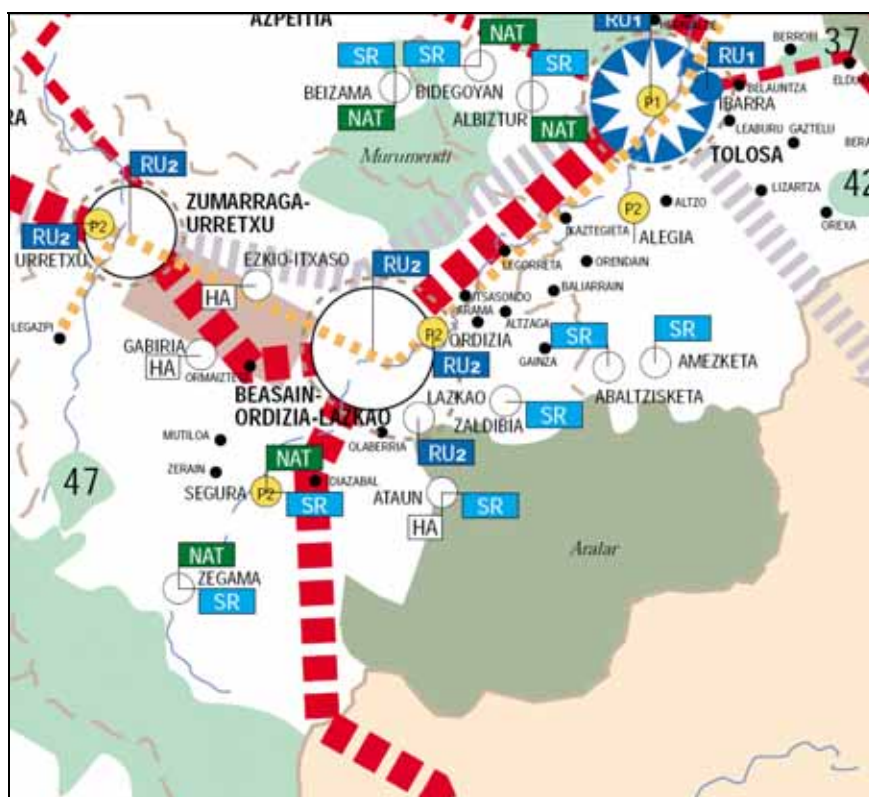 AZPEITIA
RU1
BERROBI
37
NAT
SR
SR
RU1
ELDUA
SR
BELAUNTZA
BEIZAMA
BIDEGOYAN
P1
IBARRA
NAT
ALBIZTUR
NAT
LEABURU GAZTELU
Murumendi
TOLOSA
RU2
42
ZUMARRAGA-
URRETXU
LIZARTZA
P2
ALTZO
OREXA
P2
IKAZTEGIETA
ALEGIA
RU2
URRETXU
EZKIO-ITXASO
RU2
LEGORRETA
ORENDAIN
HA
BALIARRAIN
ITSASONDO
ARAMA
ALTZAGA
P2
ORDIZIA
LEGAZPI
GABIRIA
HA
SR
SR
GAINZA
AMEZKETA
RU2
ORMAIZTEGI
ABALTZISKETA
BEASAIN-
ORDIZIA-LAZKAO
LAZKAO
SR
ZALDIBIA
MUTILOA
OLABERRIA
RU2
NAT
ZERAIN
47
SEGURA
P2
DIAZABAL
SR
ATAUN
SR
HA
NAT
ZEGAMA
SR
Aralar